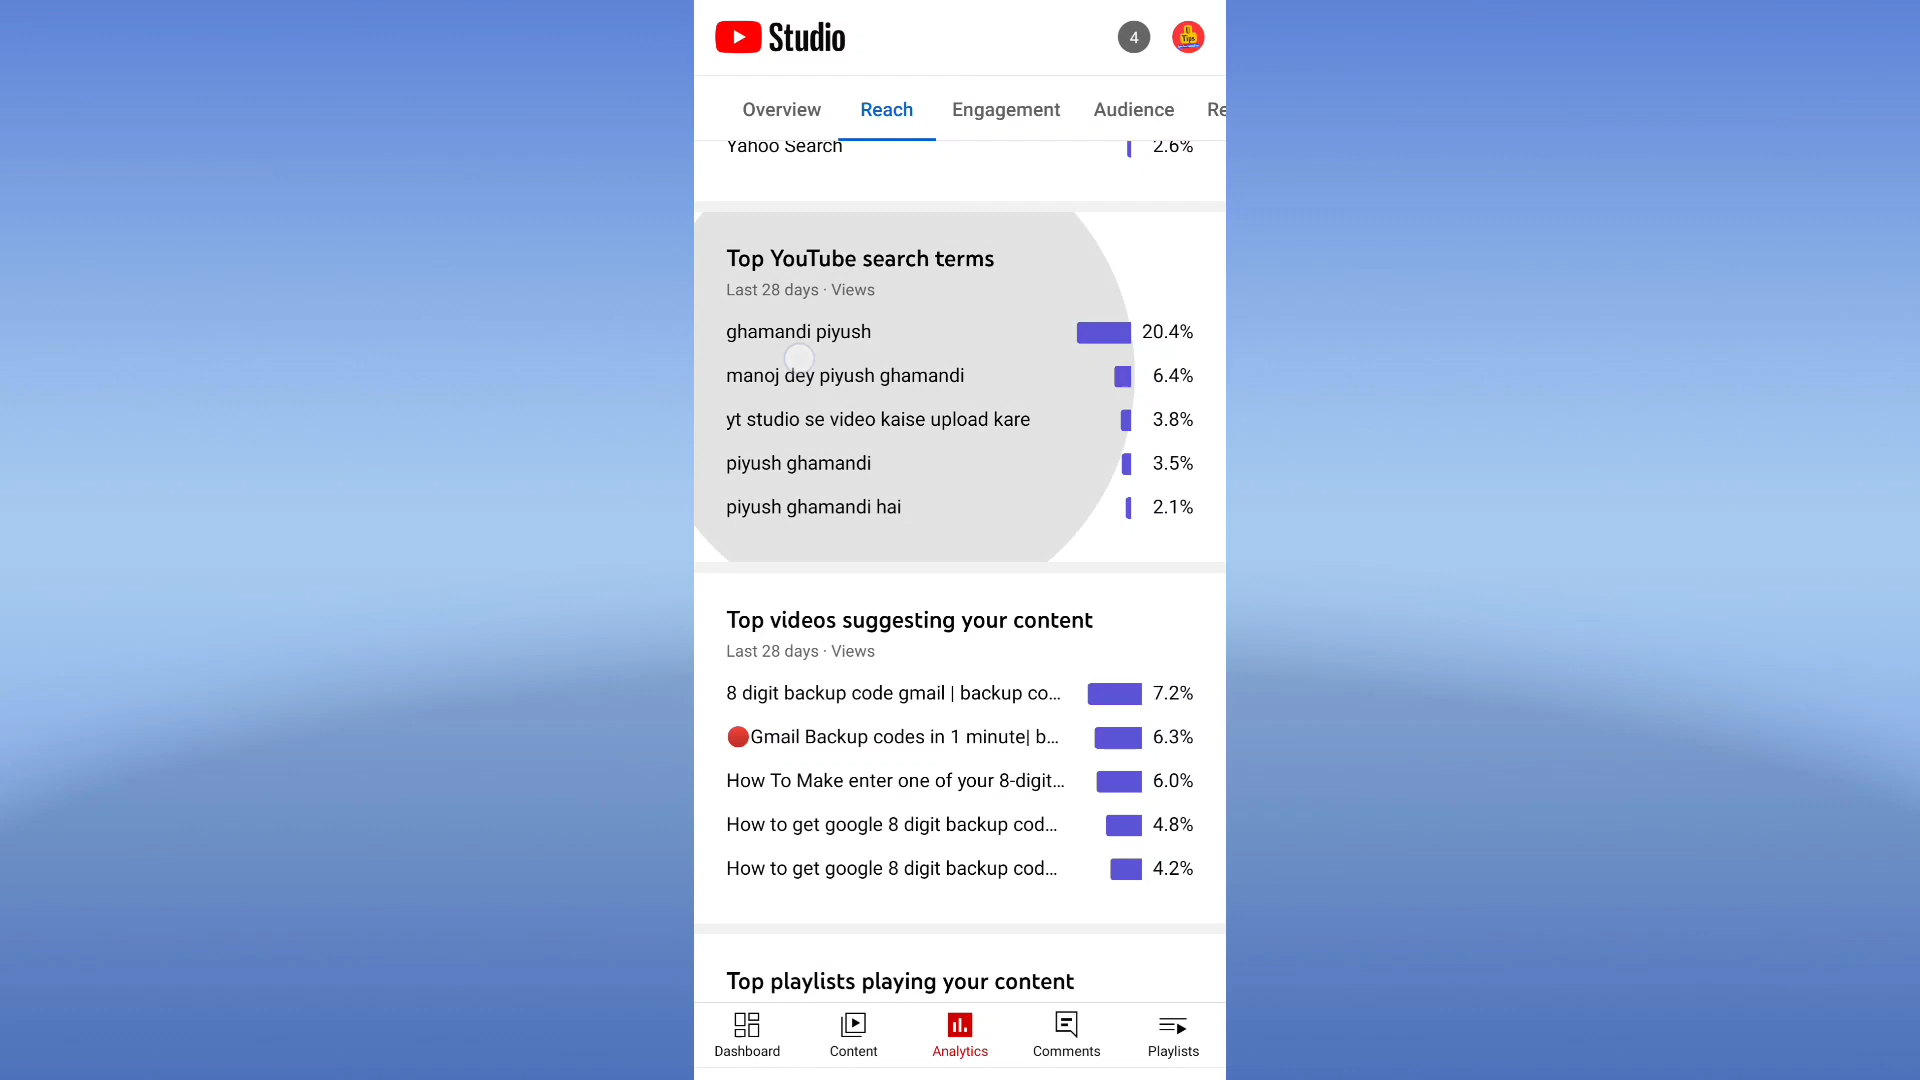 Studio
4
Overview Reach Engagement Audience Re
Yahoo Search 2.6%
Top YouTube search terms
Last 28 days · Views
ghamandi piyush 20.4%
manoj dey piyush ghamandi 6.4%
yt studio se video kaise upload kare 3.8%
piyush ghamandi 3.5%
piyush ghamandi hai 2.1%
Top videos suggesting your content
Last 28 days · Views
8 digit backup code gmail | backup co... 7.2%
🔴Gmail Backup codes in 1 minute| b... 6.3%
How To Make enter one of your 8-digit... 6.0%
How to get google 8 digit backup cod... 4.8%
How to get google 8 digit backup cod... 4.2%
Top playlists playing your content
Dashboard Content Analytics Comments Playlists